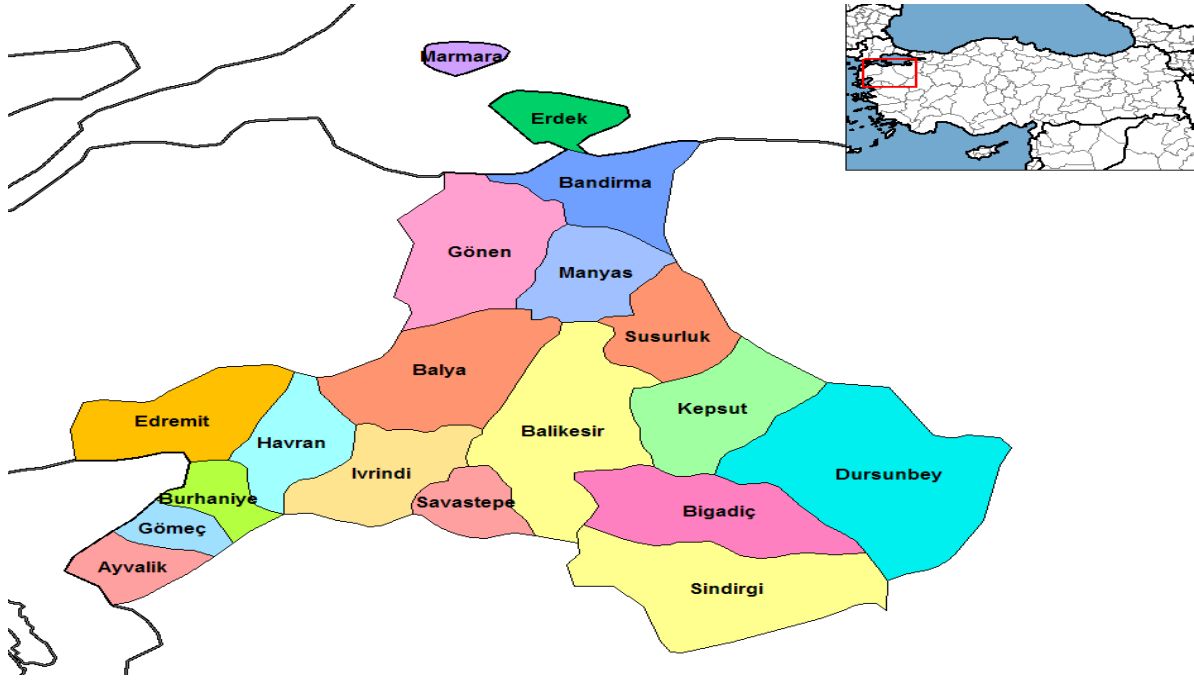 Marmara
Erdek
Bandirma
Gönen
Manyas
Susurluk
Balya
Kepsut
Edremit
Havran
Balikesir
Ivrindi
Dursunbey
Burhaniye
Savastepe
Bigadiç
Gömeç
Ayvalik
Sindirgi